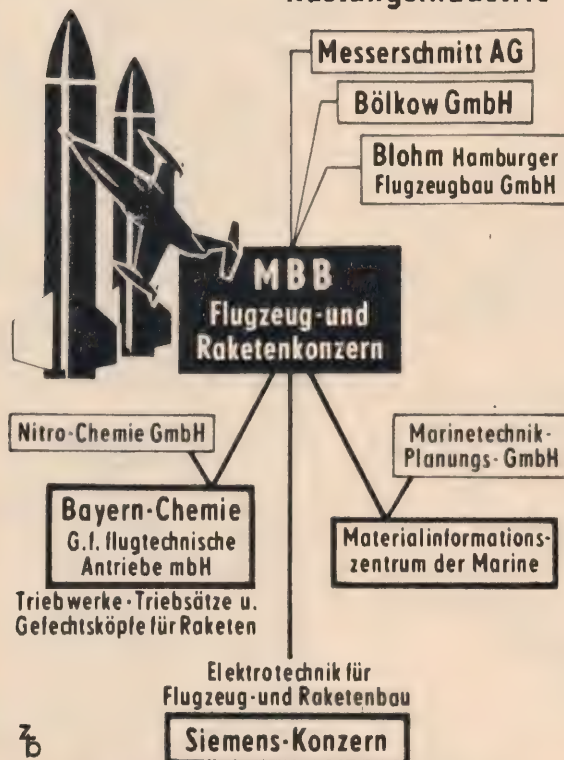 Messerschmitt AG
Bölkow GmbH
Blohm Hamburger
Flugzeugbau GmbH
MBB
Flugzeug-und
Raketenkonzern
Nitro-Chemie GmbH
Marinetechnik-
Planungs-GmbH
Bayern-Chemie
G.f. flugtechnische
Antriebe mbH
Materialinformations-
zentrum der Marine
Triebwerke·Triebsätze u.
Gefechtsköpfe für Raketen
Elektrotechnik für
Flugzeug-und Raketenbau
Siemens-Konzern